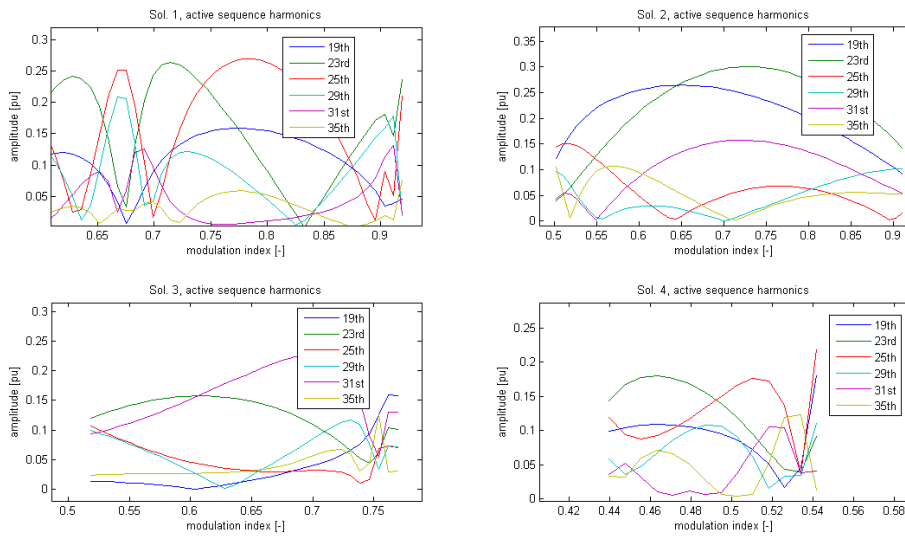 Sol. 1, active sequence harmonics
0.3
0.25
0.2
0.15
0.1
0.05
amplitude [pu]
19th
23rd
25th
29th
31st
35th
0.65 0.7 0.75 0.8 0.85 0.9
modulation index [-]
Sol. 2, active sequence harmonics
0.35
0.3
0.25
0.2
0.15
0.1
0.05
0
amplitude [pu]
19th
23rd
25th
29th
31st
35th
0.5 0.55 0.6 0.65 0.7 0.75 0.8 0.85 0.9
modulation index [-]
Sol. 3, active sequence harmonics
0.3
0.25
0.2
0.15
0.1
0.05
0
amplitude [pu]
19th
23rd
25th
29th
31st
35th
0.5 0.55 0.6 0.65 0.7 0.75
modulation index [-]
Sol. 4, active sequence harmonics
0.25
0.2
0.15
0.1
0.05
0
amplitude [pu]
19th
23rd
25th
29th
31st
35th
0.42 0.44 0.46 0.48 0.5 0.52 0.54 0.56 0.58
modulation index [-]